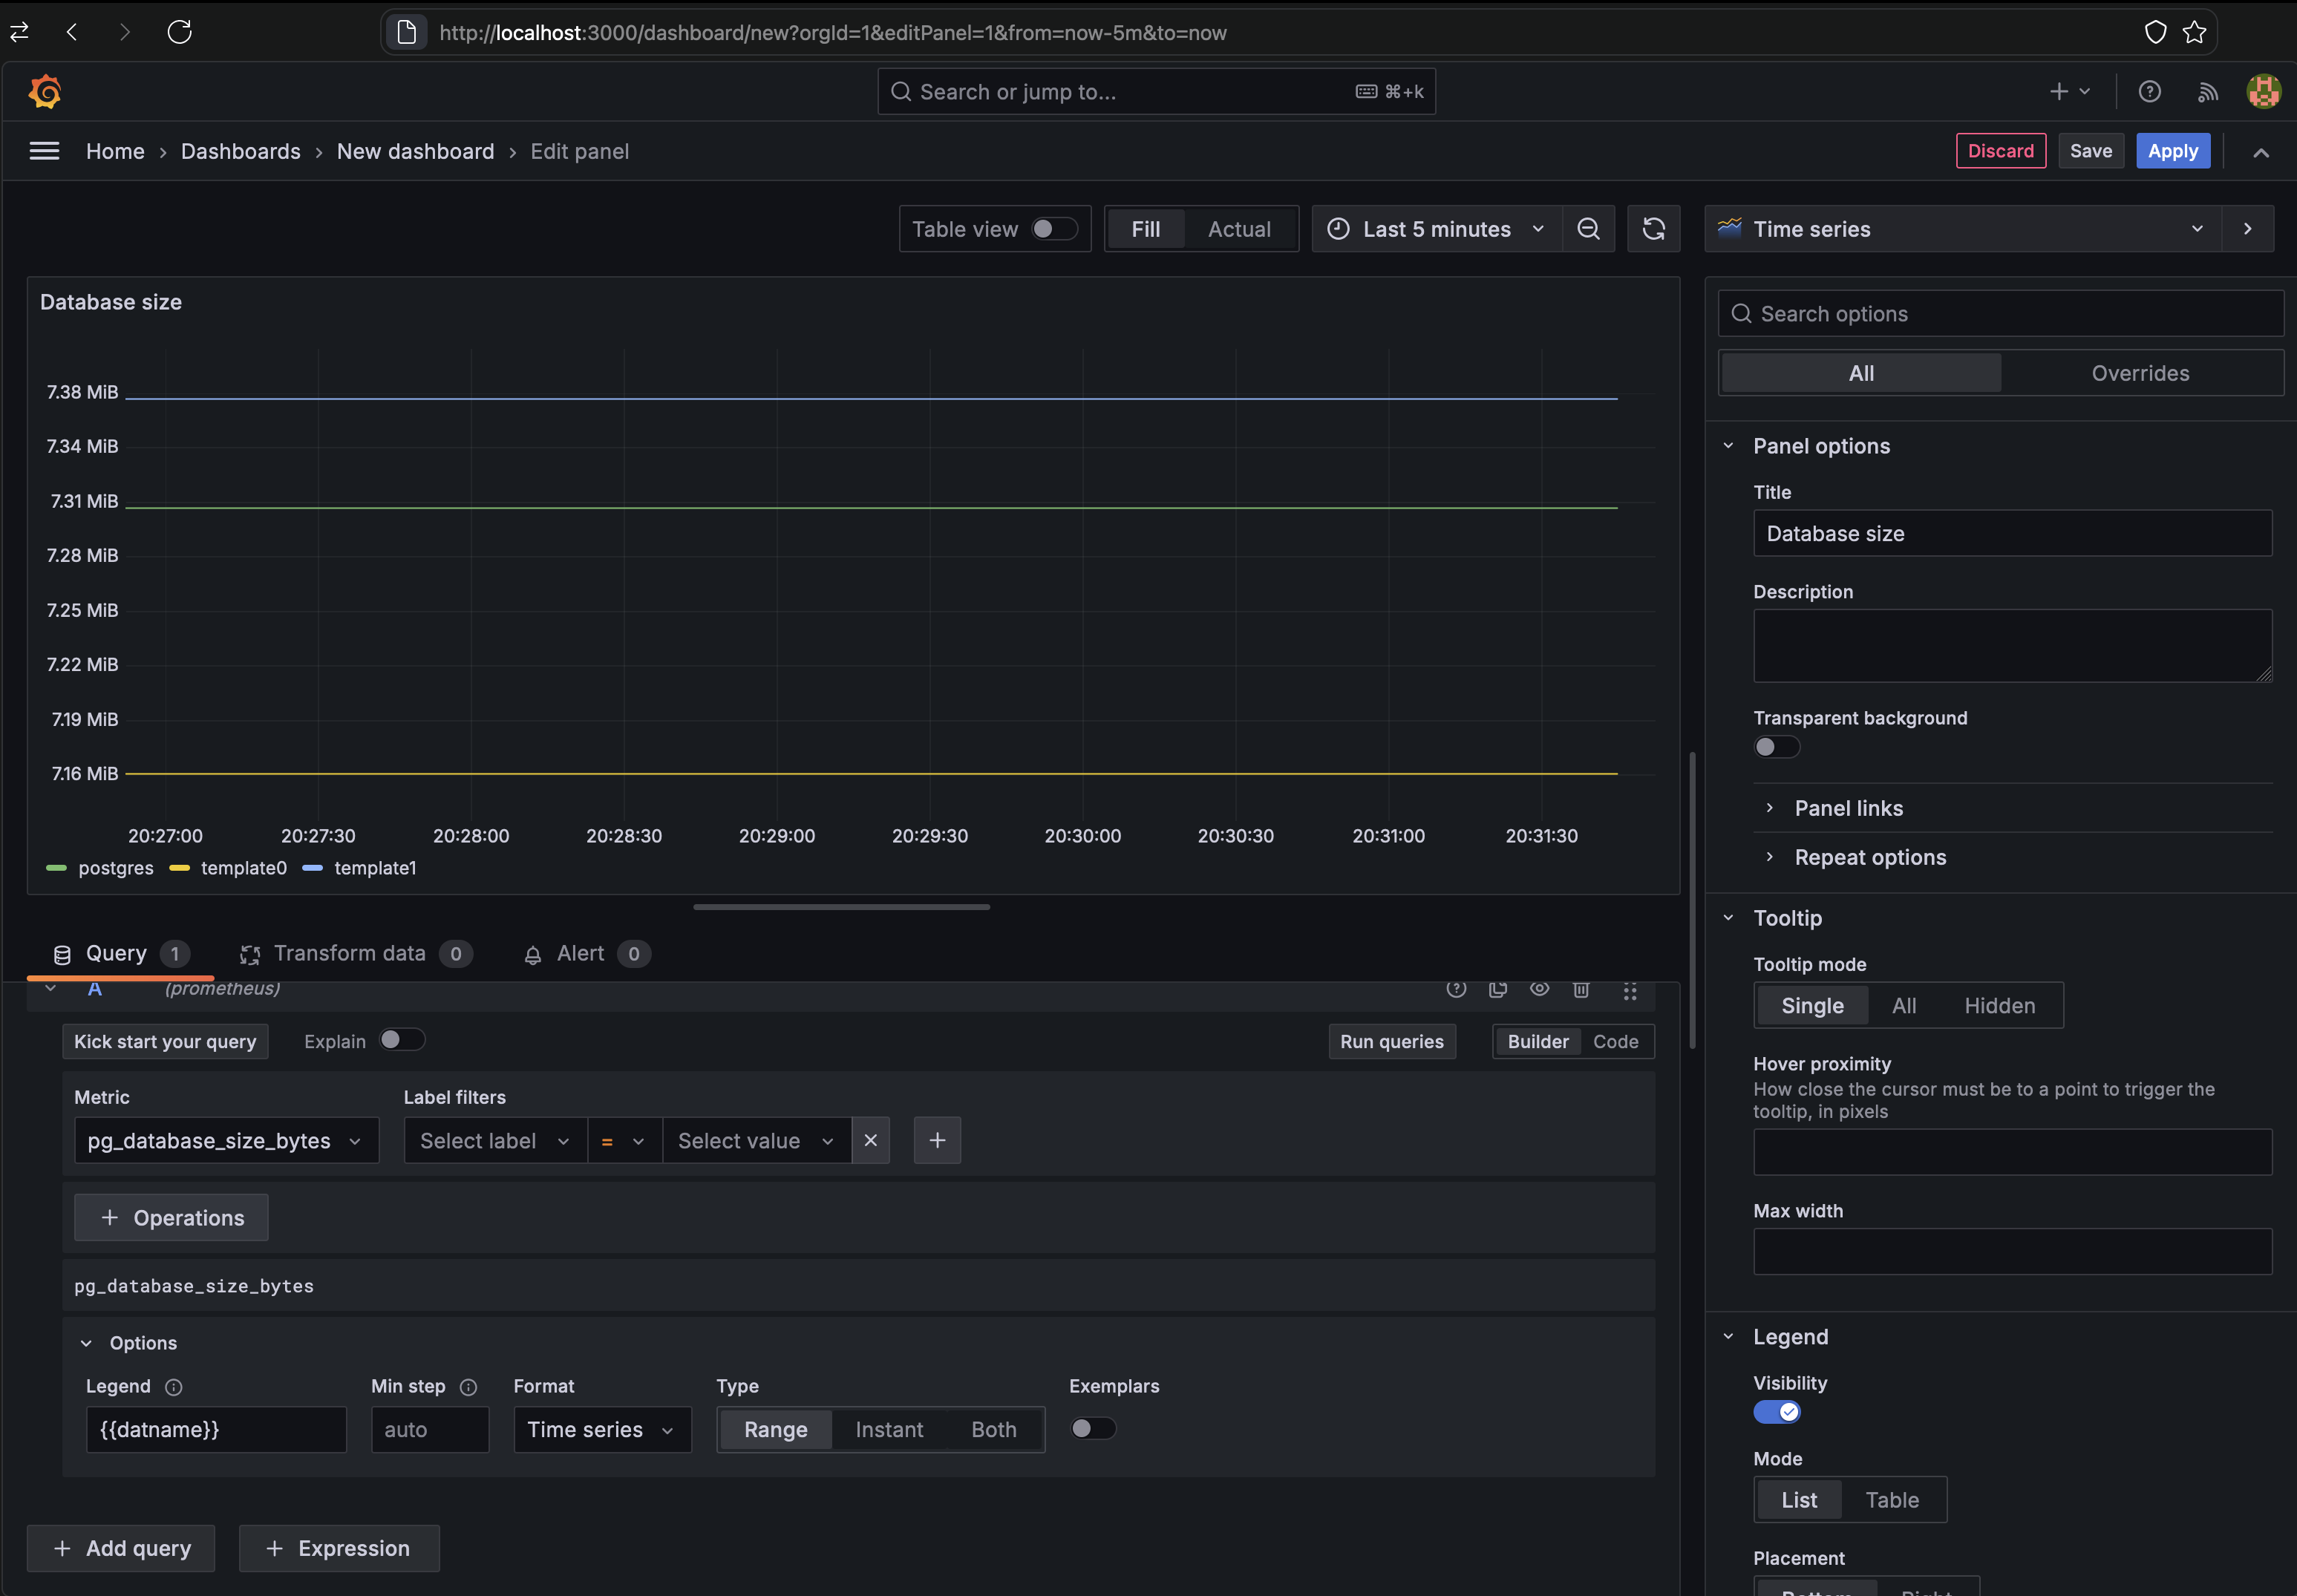 http://localhost:3000/dashboard/new?orgId=1&editPanel=1&from=now-5m&to=now
Search or jump to... ⌘+k
Home › Dashboards › New dashboard › Edit panel
Discard Save Apply
Table view Fill Actual Last 5 minutes
Time series
Database size
7.38 MiB
7.34 MiB
7.31 MiB
7.28 MiB
7.25 MiB
7.22 MiB
7.19 MiB
7.16 MiB
20:27:00 20:27:30 20:28:00 20:28:30 20:29:00 20:29:30 20:30:00 20:30:30 20:31:00 20:31:30
postgres template0 template1
Query 1 Transform data 0 Alert 0
A (prometheus)
Kick start your query Explain Run queries Builder Code
Metric Label filters
pg_database_size_bytes Select label = Select value
+ Operations
pg_database_size_bytes
Options
Legend Min step Format Type Exemplars
{{datname}} auto Time series Range Instant Both
+ Add query + Expression
Search options
All Overrides
Panel options
Title
Database size
Description
Transparent background
Panel links
Repeat options
Tooltip
Tooltip mode
Single All Hidden
Hover proximity
How close the cursor must be to a point to trigger the
tooltip, in pixels
Max width
Legend
Visibility
Mode
List Table
Placement
Bottom Right